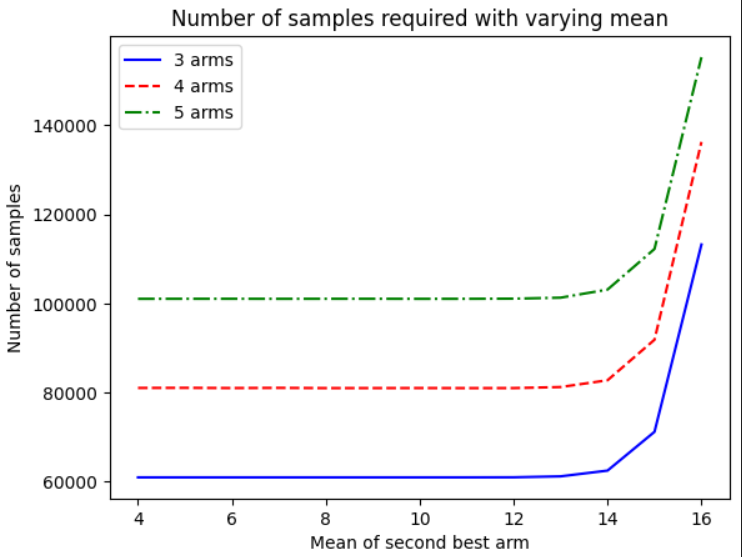 Number of samples required with varying mean
3 arms
4 arms
5 arms
140000
120000
100000
80000
60000
Number of samples
4 6 8 10 12 14 16
Mean of second best arm